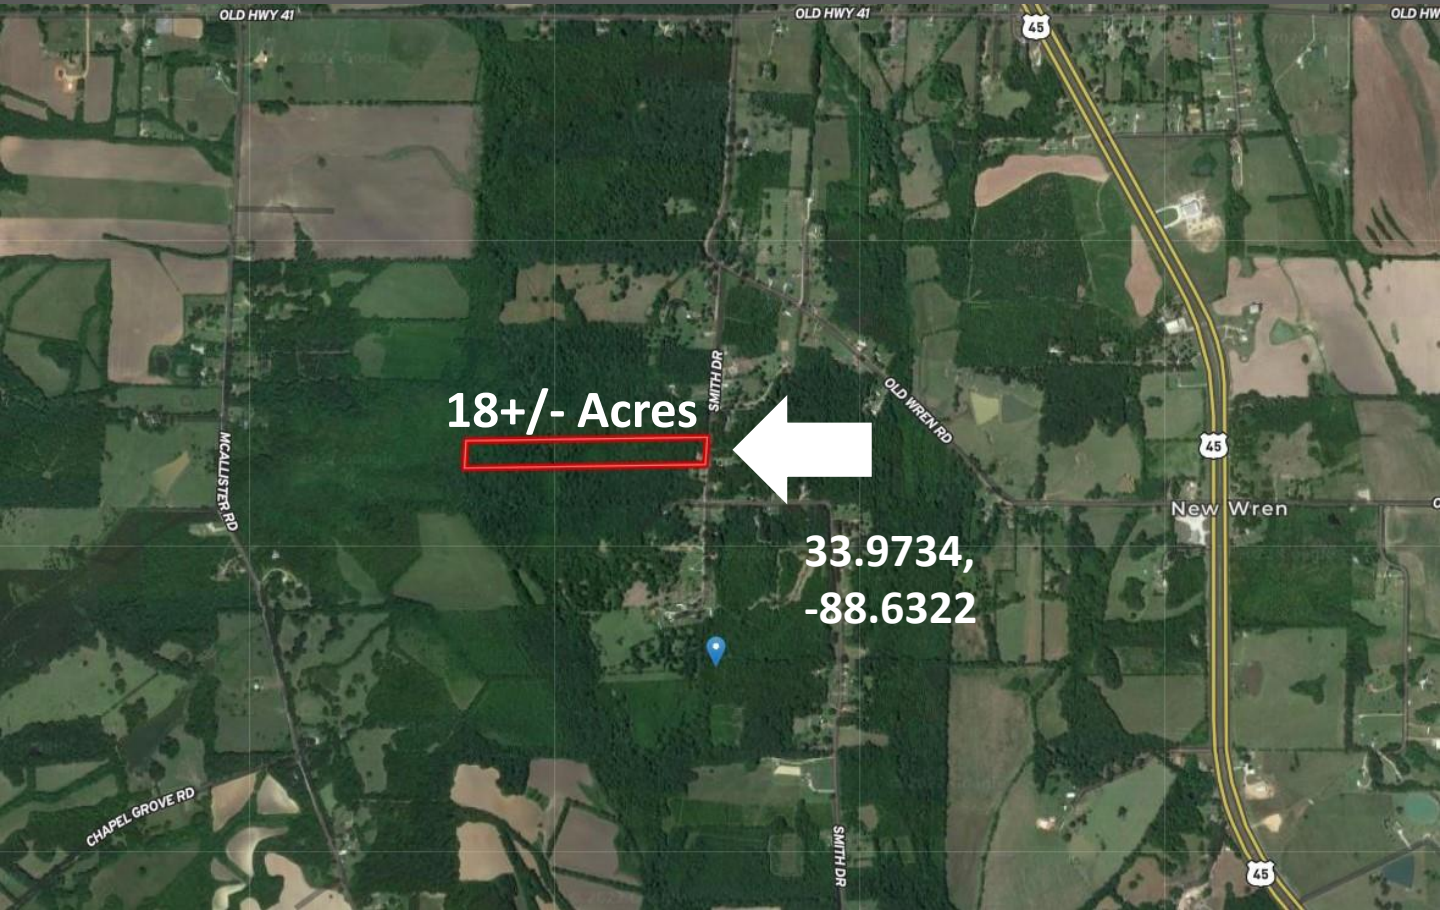 OLD HWY 41
OLD HWY 41
OLD HW
45
SMITH DR
18+/- Acres
OLD WREN RD
MCALLISTER RD
45
New Wren
33.9734,
-88.6322
CHAPEL GROVE RD
SMITH DR
45